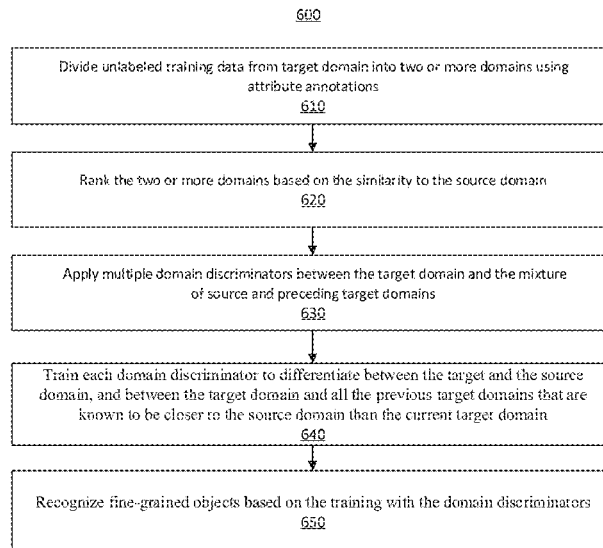 600
Divide unlabeled training data from target domain into two or more domains using
attribute annotations
610
Rank the two or more domains based on the similarity to the source domain
620
Apply multiple domain discriminators between the target domain and the mixture
of source and preceding target domains
630
Train each domain discriminator to differentiate between the target and the source
domain, and between the target domain and all the previous target domains that are
known to be closer to the source domain than the current target domain
640
Recognize fine-grained objects based on the training with the domain discriminators
650